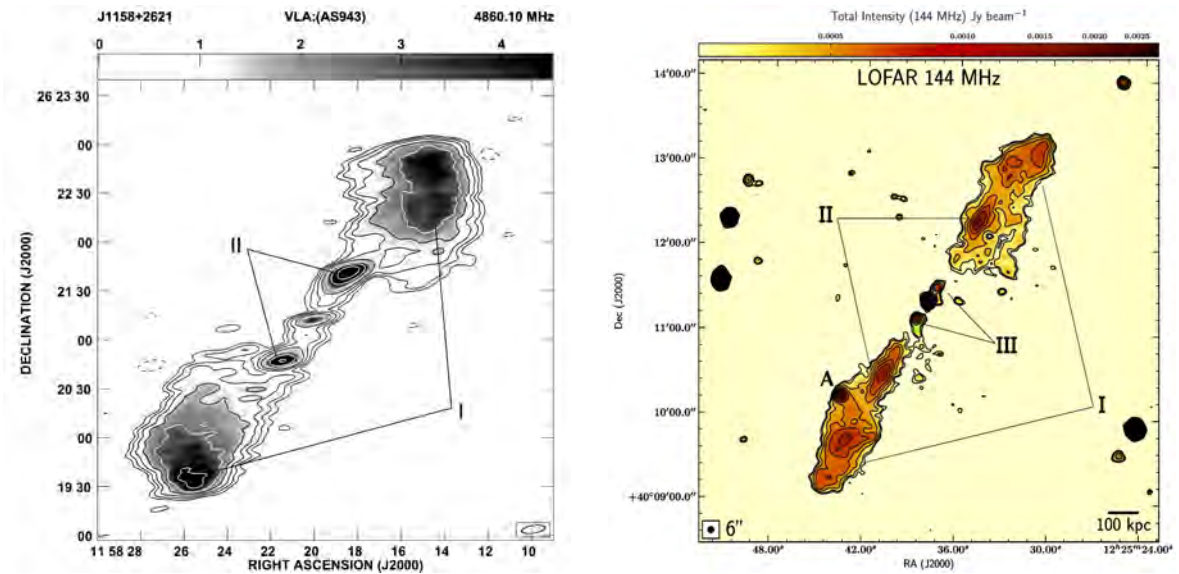 J1158+2621 VLA:(AS943) 4860.10 MHz
0 1 2 3 4
26 23 30
00
22 30
00
21 30
00
20 30
00
19 30
00
DECLINATION (J2000)
II
I
11 58 28 26 24 22 20 18 16 14 12 10
RIGHT ASCENSION (J2000)
Total Intensity (144 MHz) Jy beam⁻¹
0.0005 0.0010 0.0015 0.0020 0.0025
LOFAR 144 MHz
14′00.0″
13′00.0″
12′00.0″
11′00.0″
10′00.0″
+40°09′00.0″
Dec (J2000)
II
III
A
I
6″
100 kpc
48.00ˢ 42.00ˢ 36.00ˢ 30.00ˢ 12ʰ25ᵐ24.00ˢ
RA (J2000)